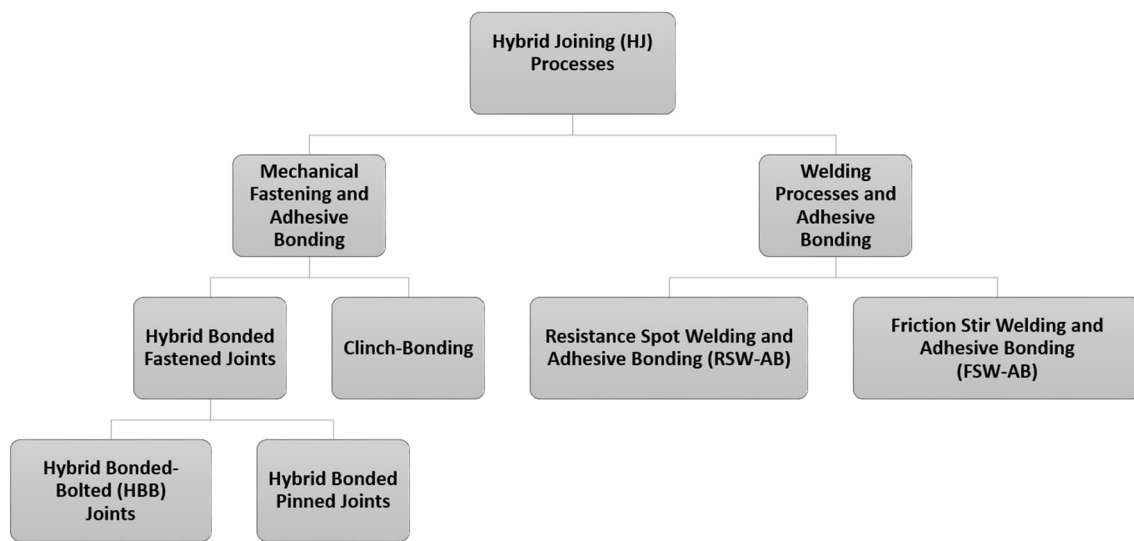 Hybrid Joining (HJ)
Processes
Mechanical
Fastening and
Adhesive
Bonding
Welding
Processes and
Adhesive
Bonding
Hybrid Bonded
Fastened Joints
Clinch-Bonding
Resistance Spot Welding and
Adhesive Bonding (RSW-AB)
Friction Stir Welding and
Adhesive Bonding
(FSW-AB)
Hybrid Bonded-
Bolted (HBB)
Joints
Hybrid Bonded
Pinned Joints